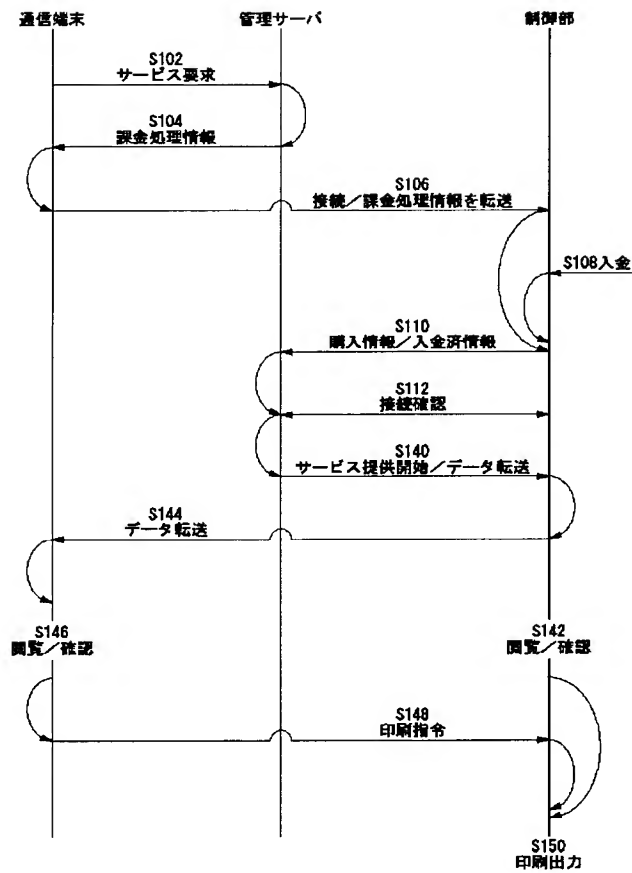 通信端末
管理サーバ
制御部
S102
サービス要求
S104
課金処理情報
S106
接続/課金処理情報を転送
S108入金
S110
購入情報/入金済情報
S112
接続確認
S140
サービス提供開始/データ転送
S144
データ転送
S146
閲覧/確認
S142
閲覧/確認
S148
印刷指令
S150
印刷出力